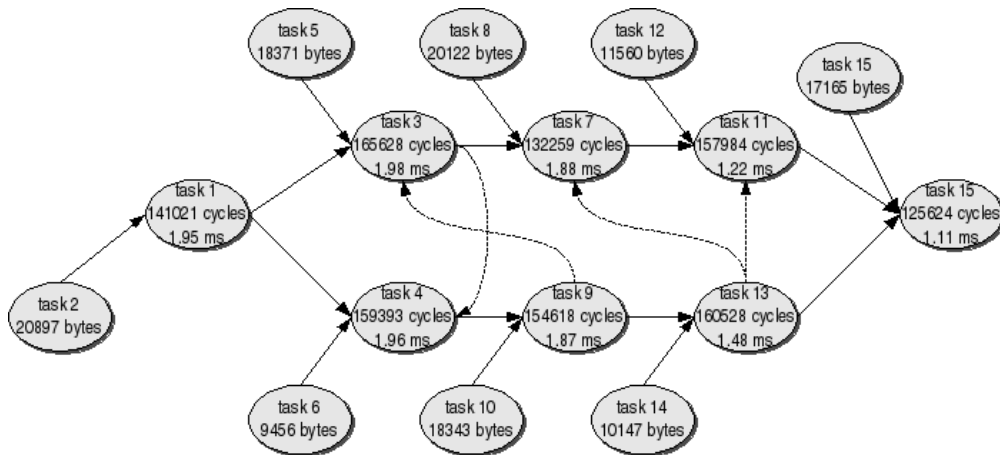 task 5
18371 bytes
task 8
20122 bytes
task 12
11560 bytes
task 15
17165 bytes
task 3
165628 cycles
1.98 ms
task 7
132259 cycles
1.88 ms
task 11
157984 cycles
1.22 ms
task 1
141021 cycles
1.95 ms
task 15
125624 cycles
1.11 ms
task 2
20897 bytes
task 4
159393 cycles
1.96 ms
task 9
154618 cycles
1.87 ms
task 13
160528 cycles
1.48 ms
task 6
9456 bytes
task 10
18343 bytes
task 14
10147 bytes